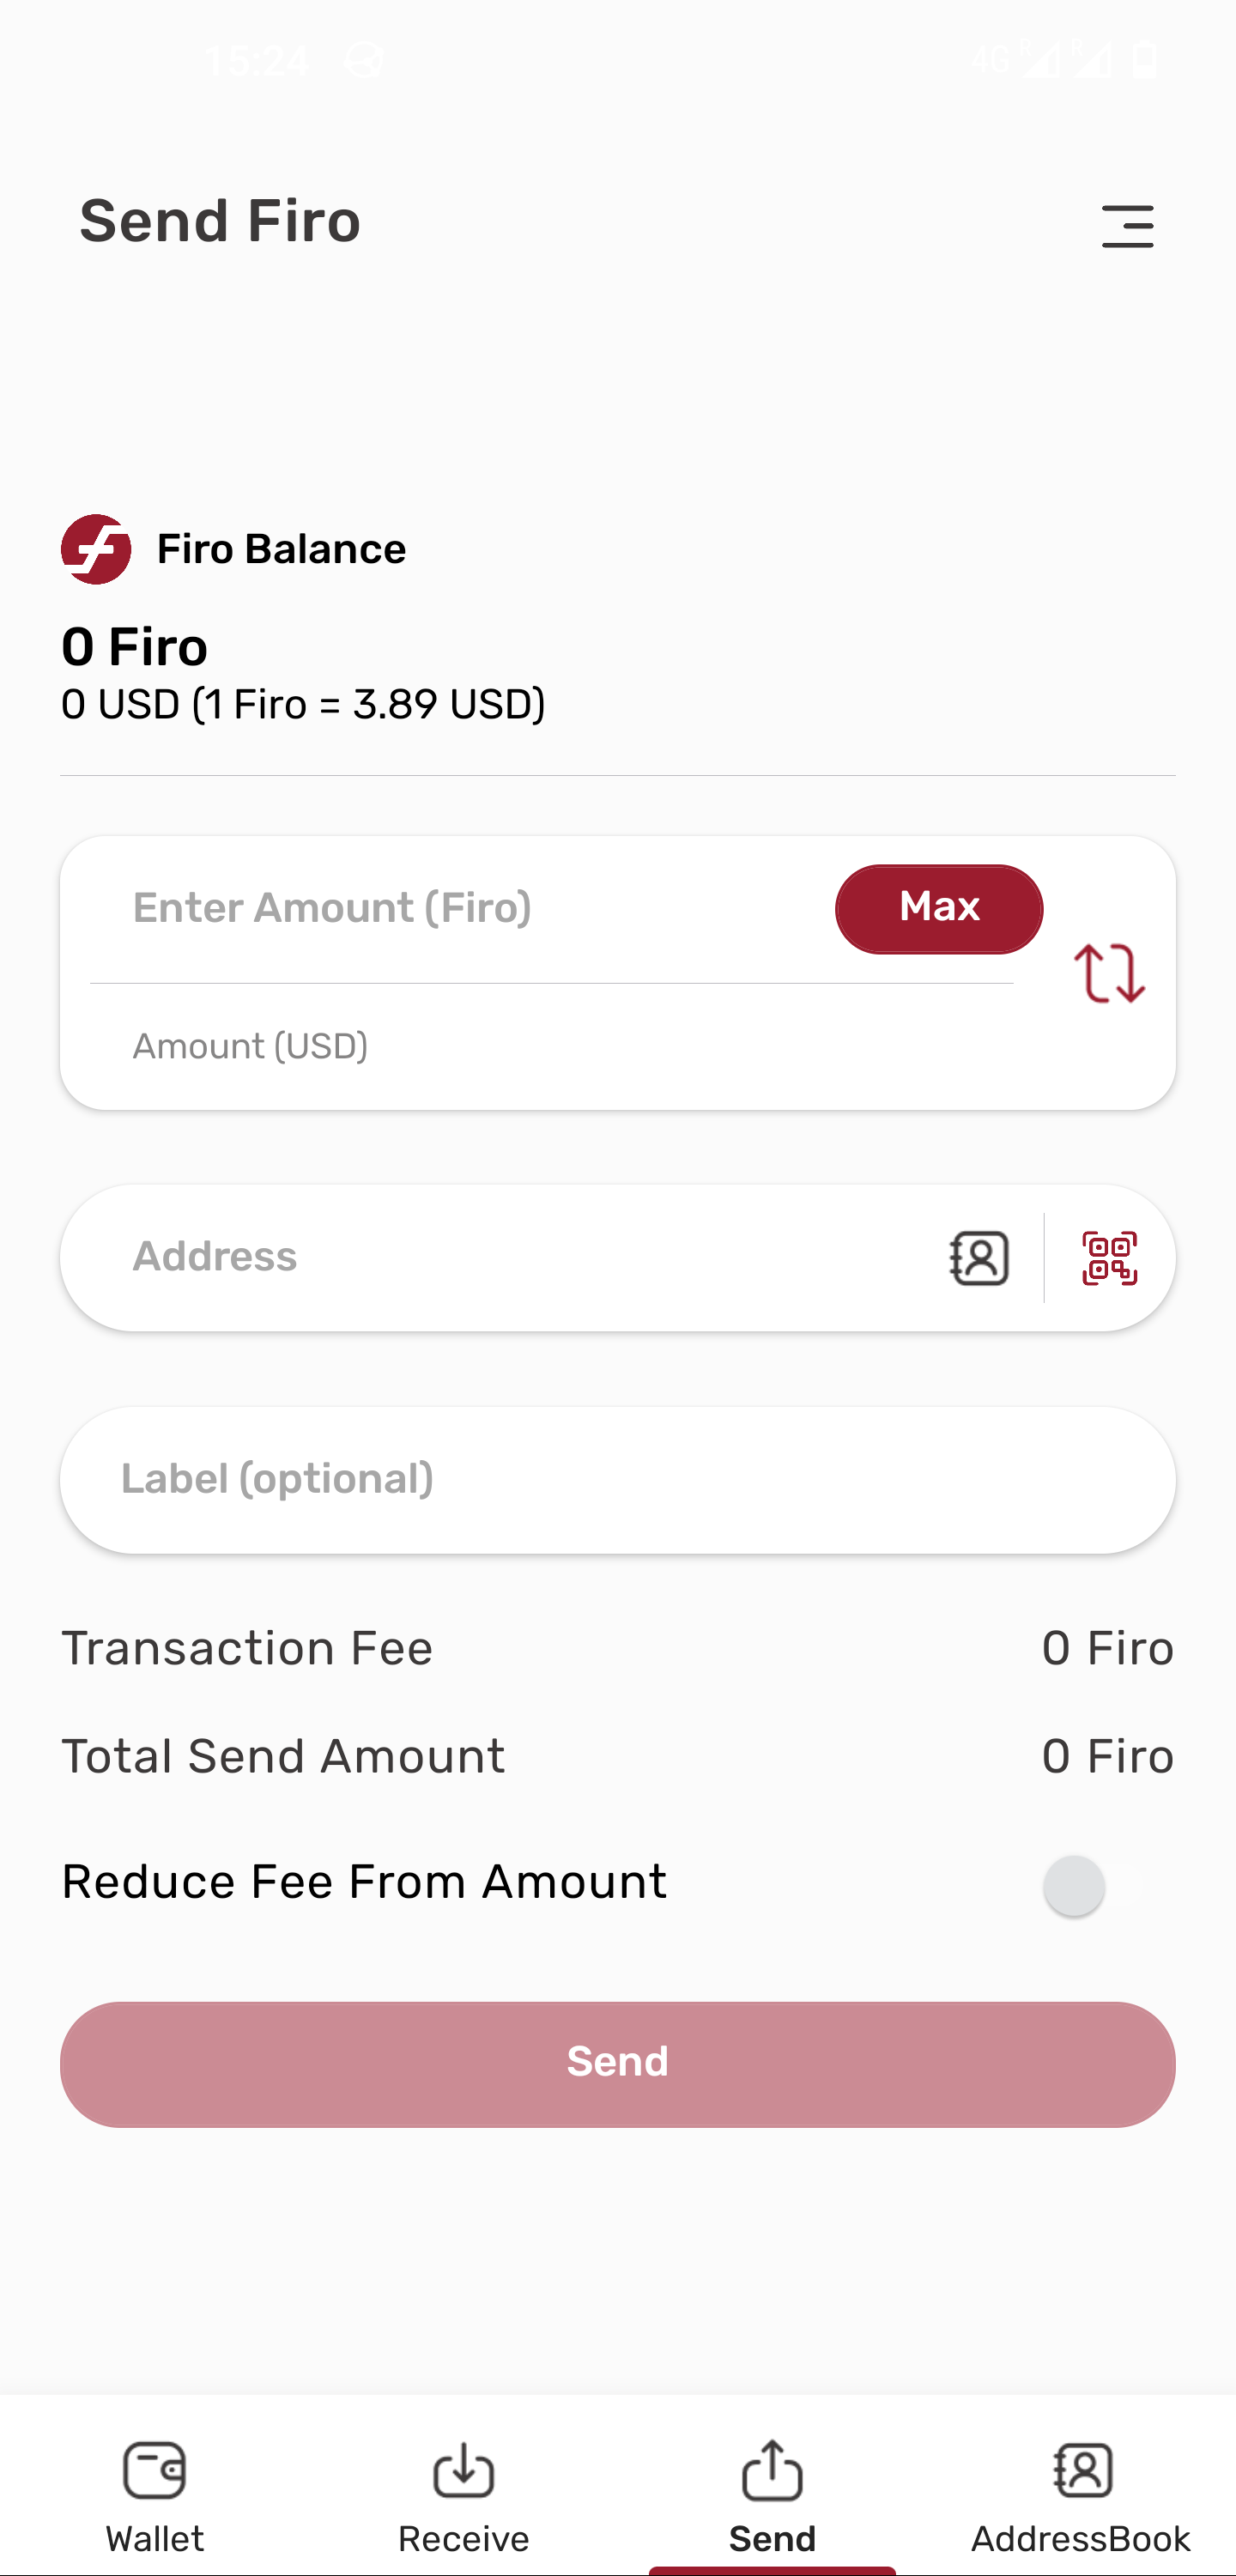 15:24 4G R R
Send Firo
Firo Balance
0 Firo
0 USD (1 Firo = 3.89 USD)
Enter Amount (Firo) Max
Amount (USD)
Address
Label (optional)
Transaction Fee 0 Firo
Total Send Amount 0 Firo
Reduce Fee From Amount
Send
Wallet Receive Send AddressBook